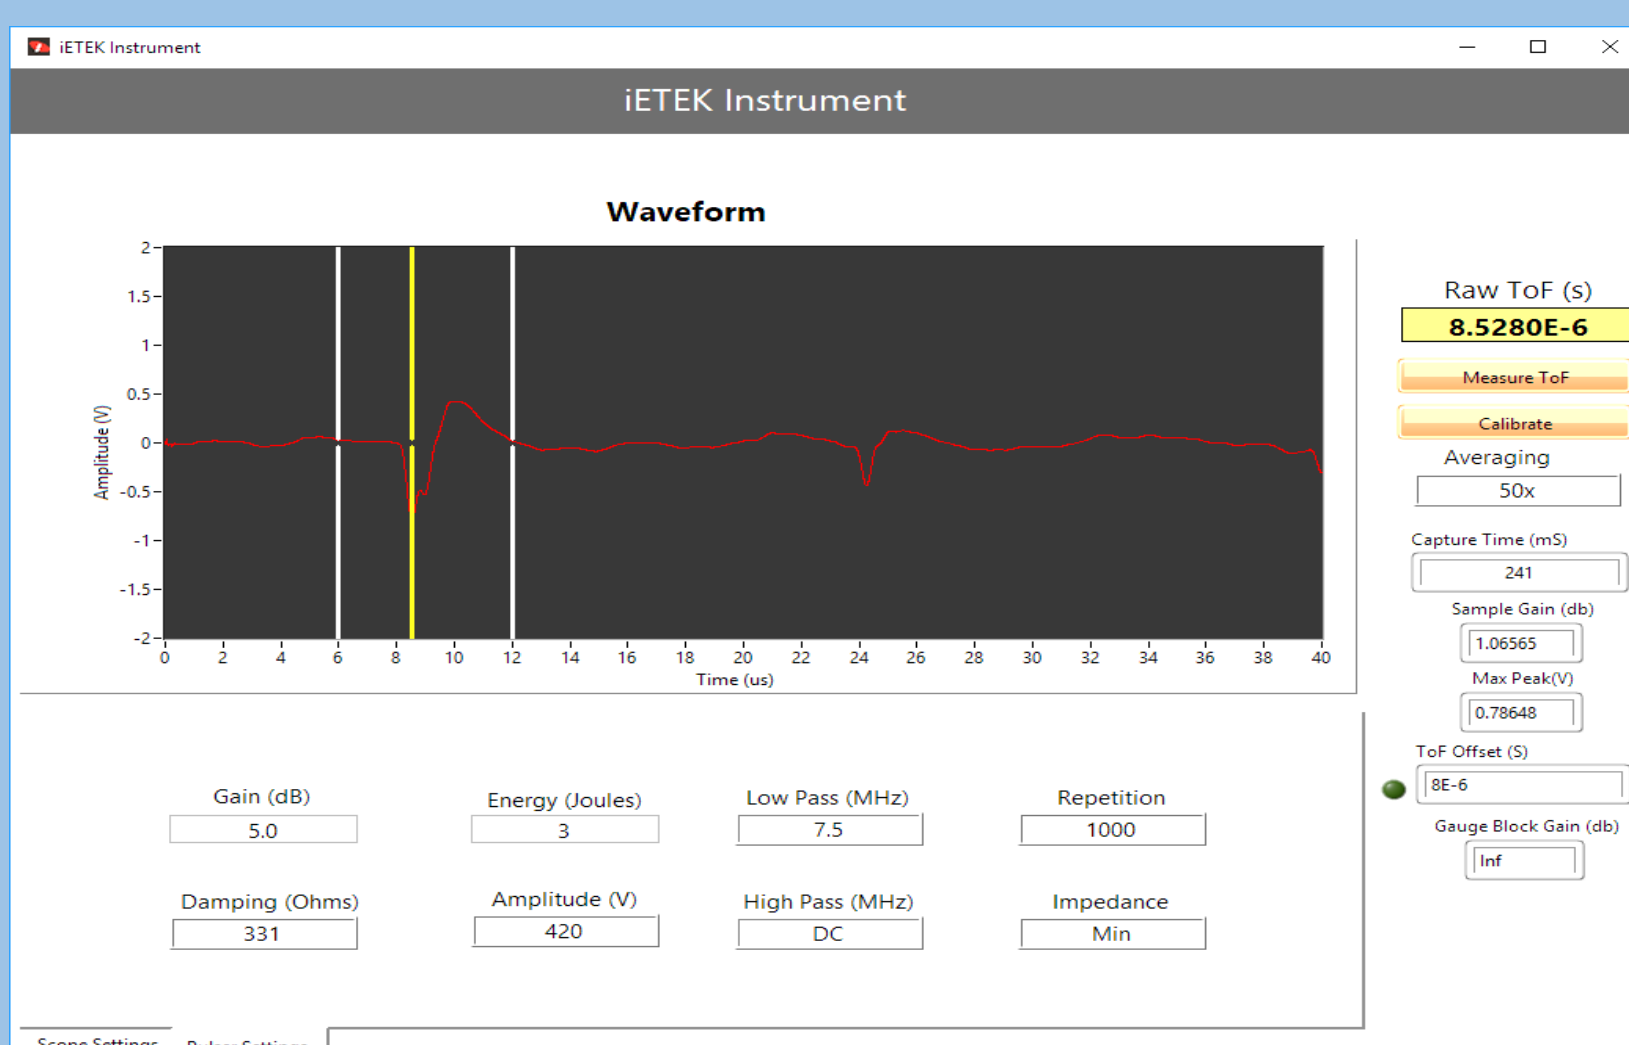 iETEK Instrument
iETEK Instrument
Waveform
2
1.5
1
0.5
0
-0.5
-1
-1.5
-2
Amplitude (V)
0 2 4 6 8 10 12 14 16 18 20 22 24 26 28 30 32 34 36 38 40
Time (us)
Raw ToF (s)
8.5280E-6
Measure ToF
Calibrate
Averaging
50x
Capture Time (mS)
241
Sample Gain (db)
1.06565
Max Peak(V)
0.78648
ToF Offset (S)
8E-6
Gauge Block Gain (db)
Inf
Gain (dB) Energy (Joules) Low Pass (MHz) Repetition
5.0 3 7.5 1000
Damping (Ohms) Amplitude (V) High Pass (MHz) Impedance
331 420 DC Min
Scope Settings Pulser Settings